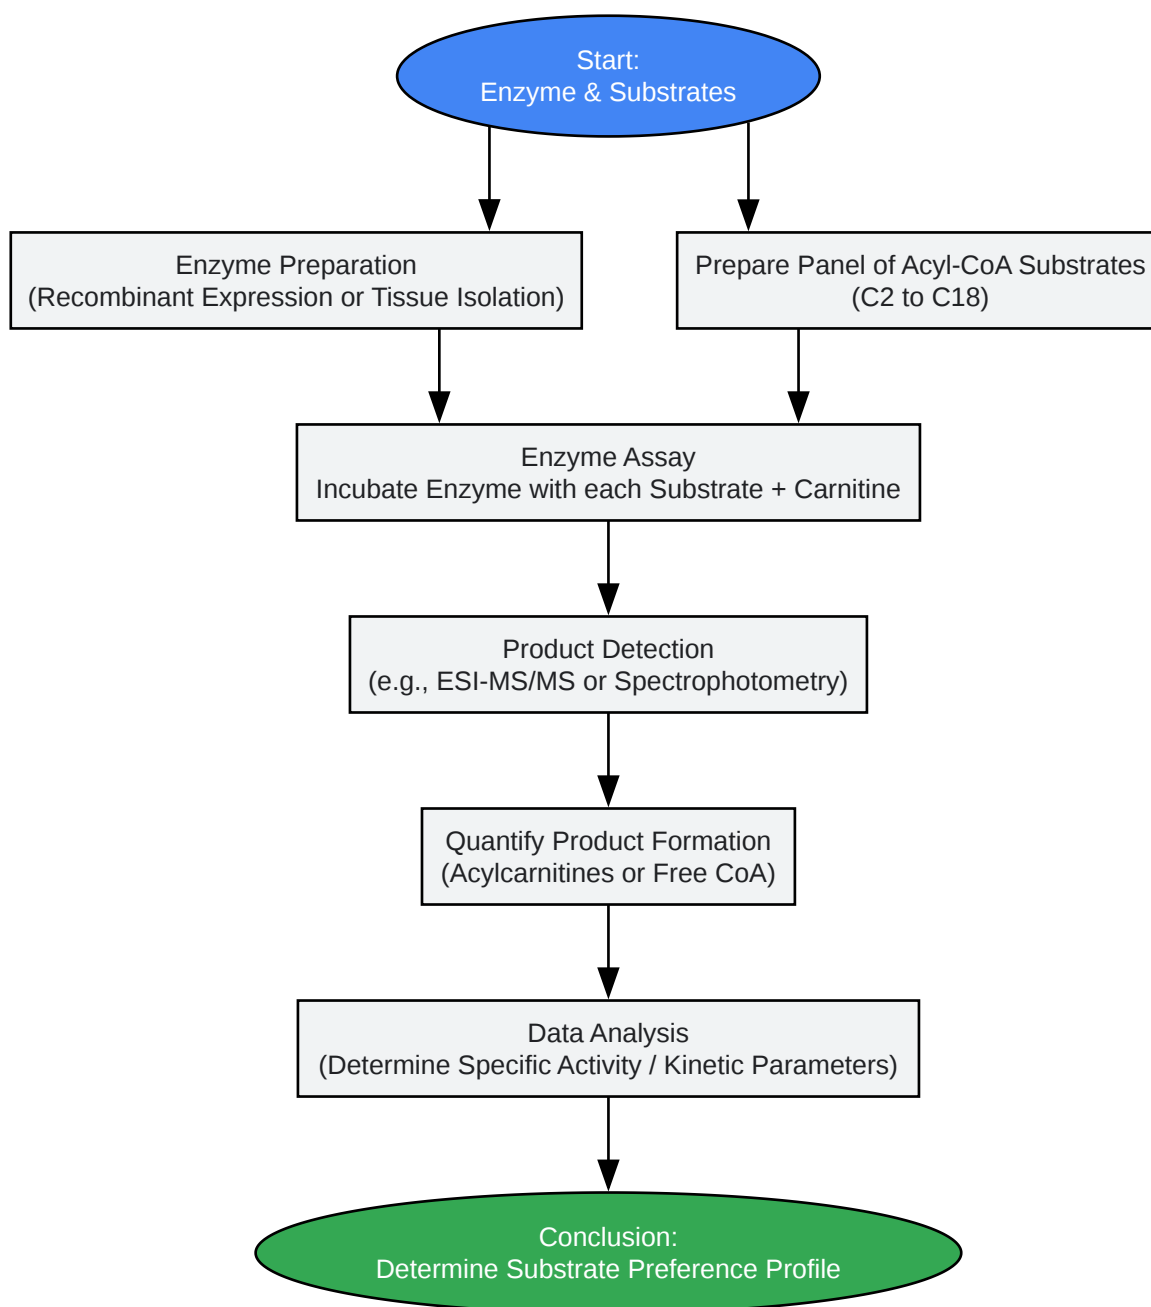 Start:
Enzyme & Substrates
Enzyme Preparation
(Recombinant Expression or Tissue Isolation)
Prepare Panel of Acyl-CoA Substrates
(C2 to C18)
Enzyme Assay
Incubate Enzyme with each Substrate + Carnitine
Product Detection
(e.g., ESI-MS/MS or Spectrophotometry)
Quantify Product Formation
(Acylcarnitines or Free CoA)
Data Analysis
(Determine Specific Activity / Kinetic Parameters)
Conclusion:
Determine Substrate Preference Profile